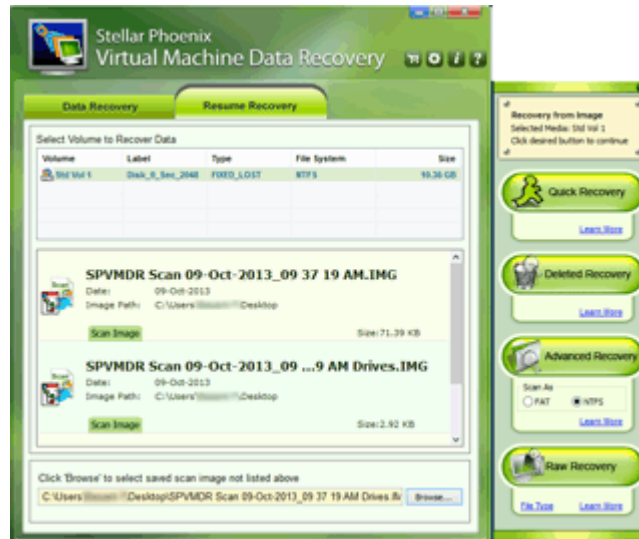 Stellar Phoenix
Virtual Machine Data Recovery
Data Recovery
Resume Recovery
Select Volume to Recover Data
Volume Label Type File System Size
Std Vol 1 Disk_0_Sec_2048 FIXED_LOST NTFS 10.36 GB
SPVMDR Scan 09-Oct-2013_09 37 19 AM.IMG
Date: 09-Oct-2013
Image Path: C:\Users\ Desktop
Scan Image Size:71.39 KB
SPVMDR Scan 09-Oct-2013_09 ...9 AM Drives.IMG
Date: 09-Oct-2013
Image Path: C:\Users\ Desktop
Scan Image Size:2.92 KB
Click 'Browse' to select saved scan image not listed above
C:\Users \Desktop\SPVMDR Scan 09-Oct-2013_09 37 19 AM Drives.IM Browse...
Recovery from Image
Selected Media: Std Vol 1
Click desired button to continue
Quick Recovery
Learn More
Deleted Recovery
Learn More
Advanced Recovery
Scan As
FAT NTFS
Learn More
Raw Recovery
File Type Learn More